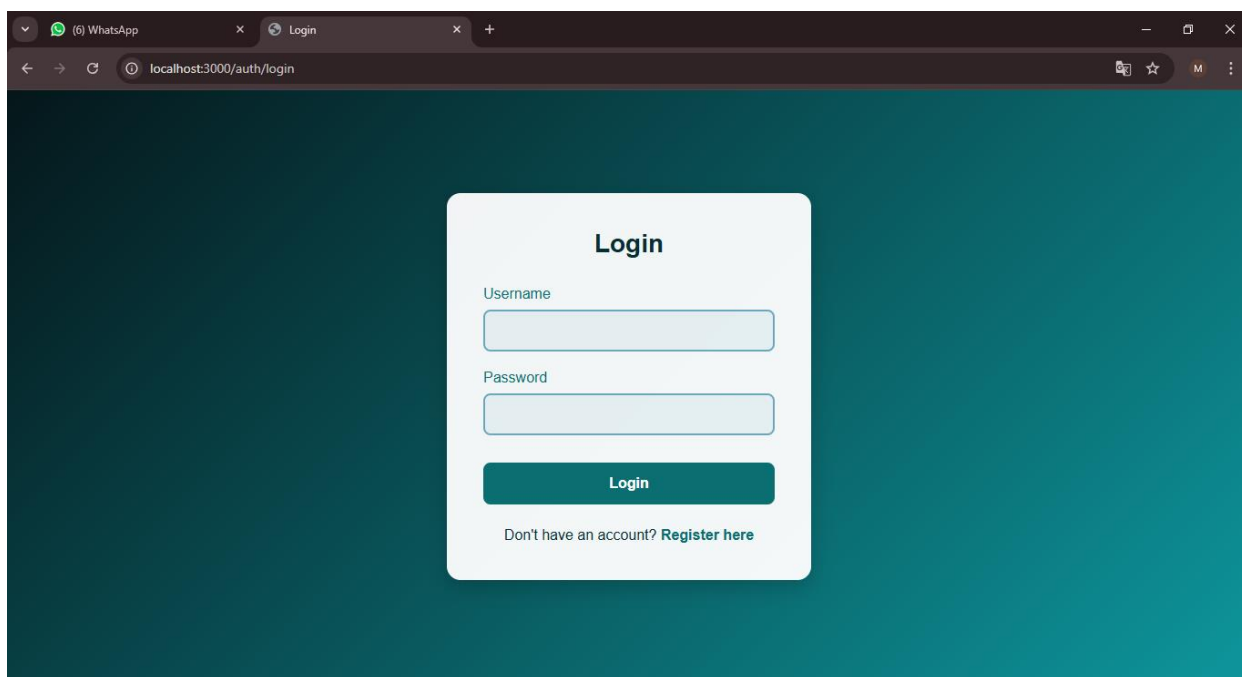 (6) WhatsApp
Login
localhost:3000/auth/login
M
Login
Username
Password
Login
Don't have an account? Register here